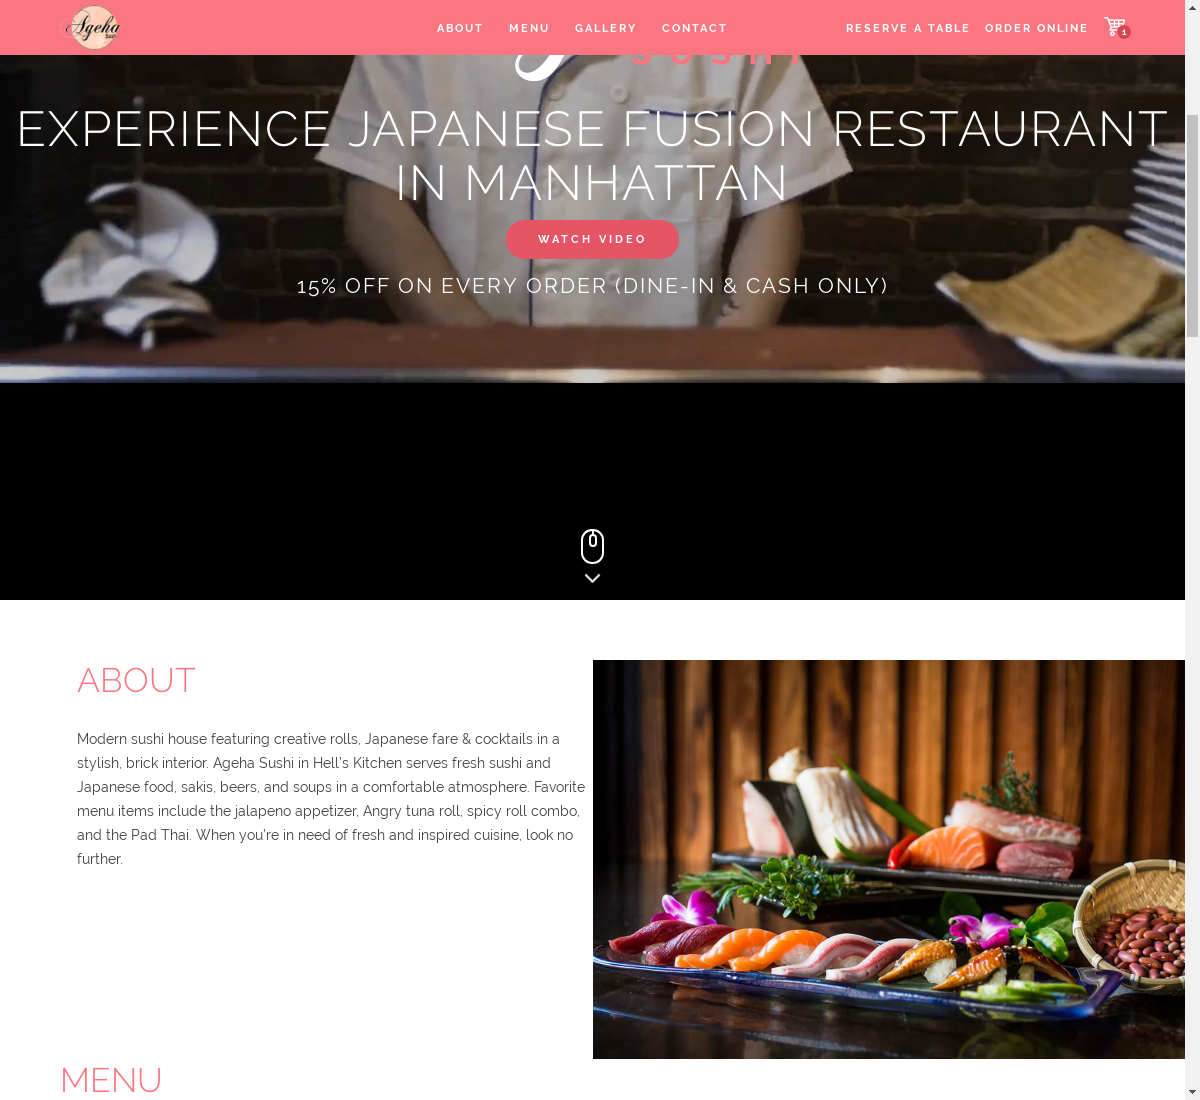 Ageha
ABOUT MENU GALLERY CONTACT RESERVE A TABLE ORDER ONLINE 1
SUSHI
EXPERIENCE JAPANESE FUSION RESTAURANT
IN MANHATTAN
WATCH VIDEO
15% OFF ON EVERY ORDER (DINE-IN & CASH ONLY)
ABOUT
Modern sushi house featuring creative rolls, Japanese fare & cocktails in a
stylish, brick interior. Ageha Sushi in Hell's Kitchen serves fresh sushi and
Japanese food, sakis, beers, and soups in a comfortable atmosphere. Favorite
menu items include the jalapeno appetizer, Angry tuna roll, spicy roll combo,
and the Pad Thai. When you're in need of fresh and inspired cuisine, look no
further.
MENU